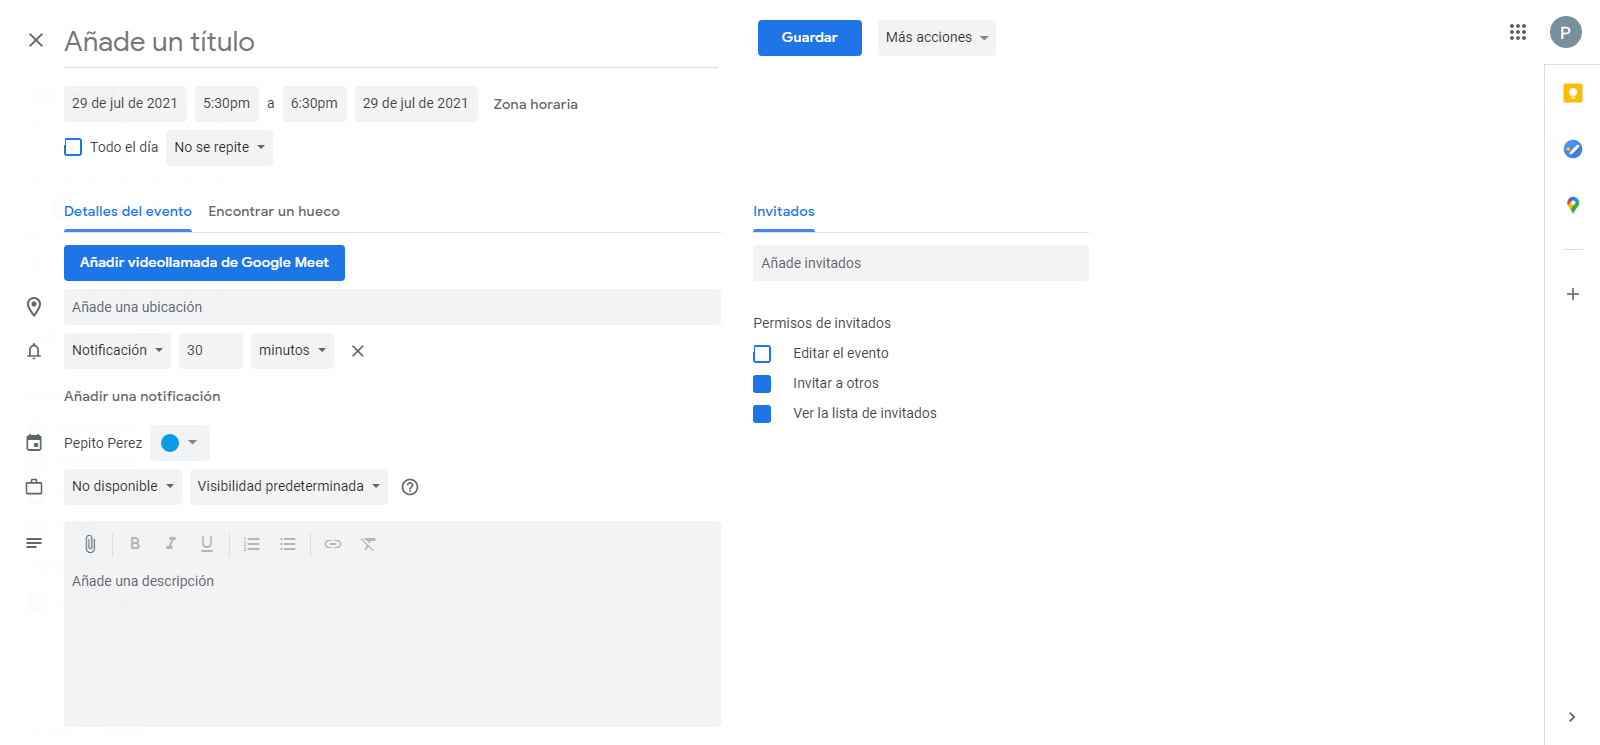 Añade un título
Guardar
Más acciones
P
29 de jul de 2021 5:30pm a 6:30pm 29 de jul de 2021 Zona horaria
Todo el día No se repite
Detalles del evento Encontrar un hueco
Invitados
Añadir videollamada de Google Meet
Añade invitados
Añade una ubicación
Permisos de invitados
Notificación 30 minutos
Editar el evento
Invitar a otros
Añadir una notificación
Ver la lista de invitados
Pepito Perez
No disponible Visibilidad predeterminada
B I U
Añade una descripción